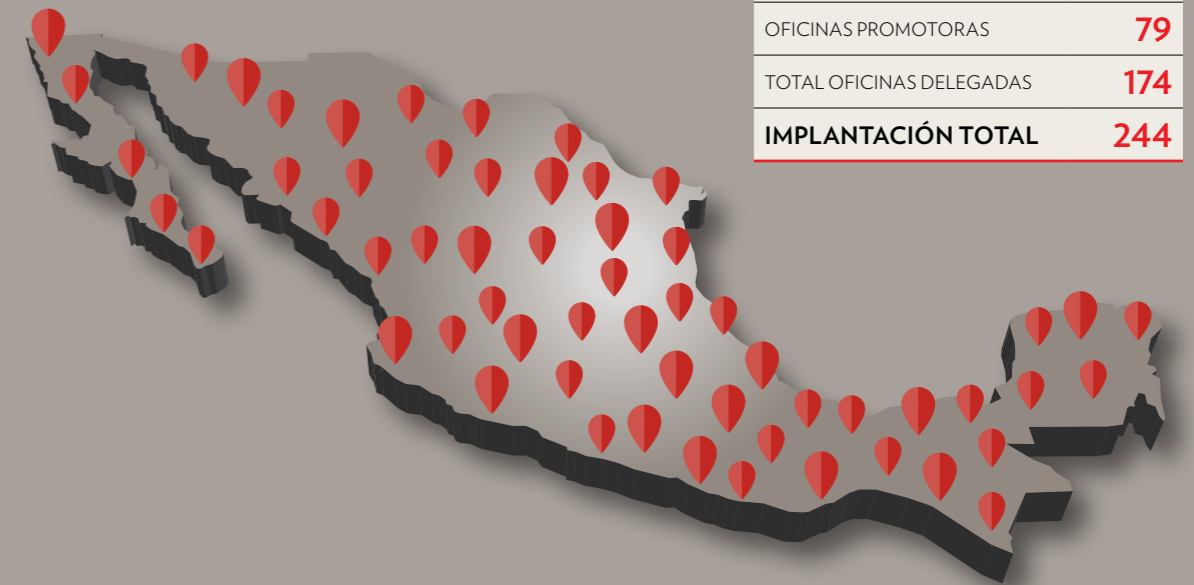 OFICINAS PROMOTORAS 79
TOTAL OFICINAS DELEGADAS 174
IMPLANTACIÓN TOTAL 244